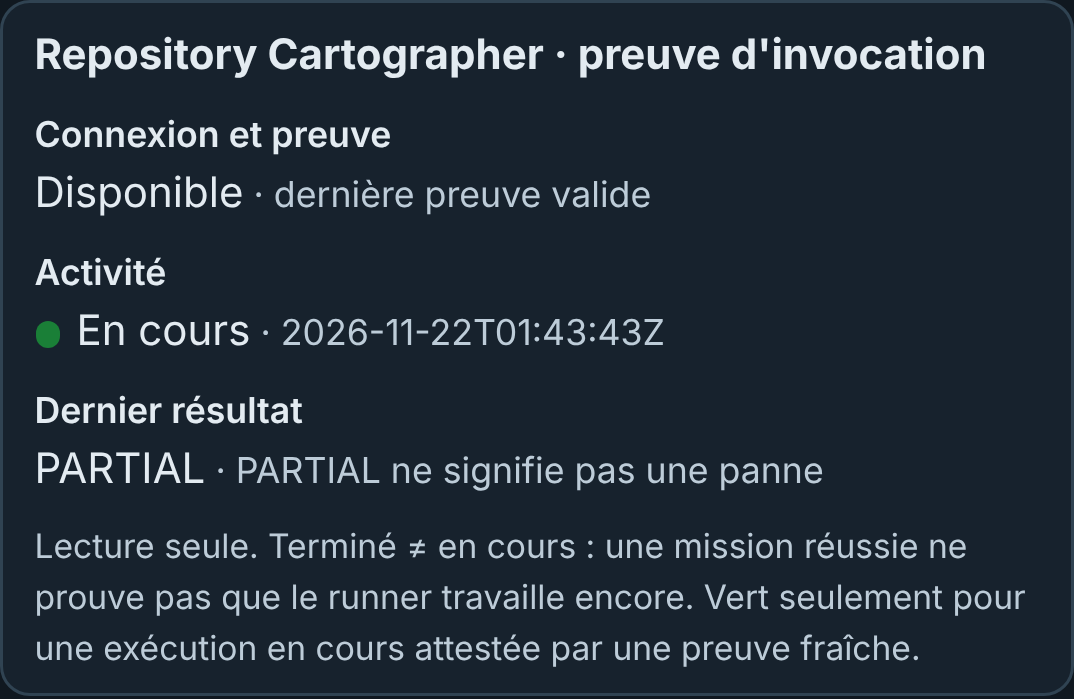 Repository Cartographer · preuve d'invocation
Connexion et preuve
Disponible · dernière preuve valide
Activité
En cours · 2026-11-22T01:43:43Z
Dernier résultat
PARTIAL · PARTIAL ne signifie pas une panne
Lecture seule. Terminé ≠ en cours : une mission réussie ne
prouve pas que le runner travaille encore. Vert seulement pour
une exécution en cours attestée par une preuve fraîche.